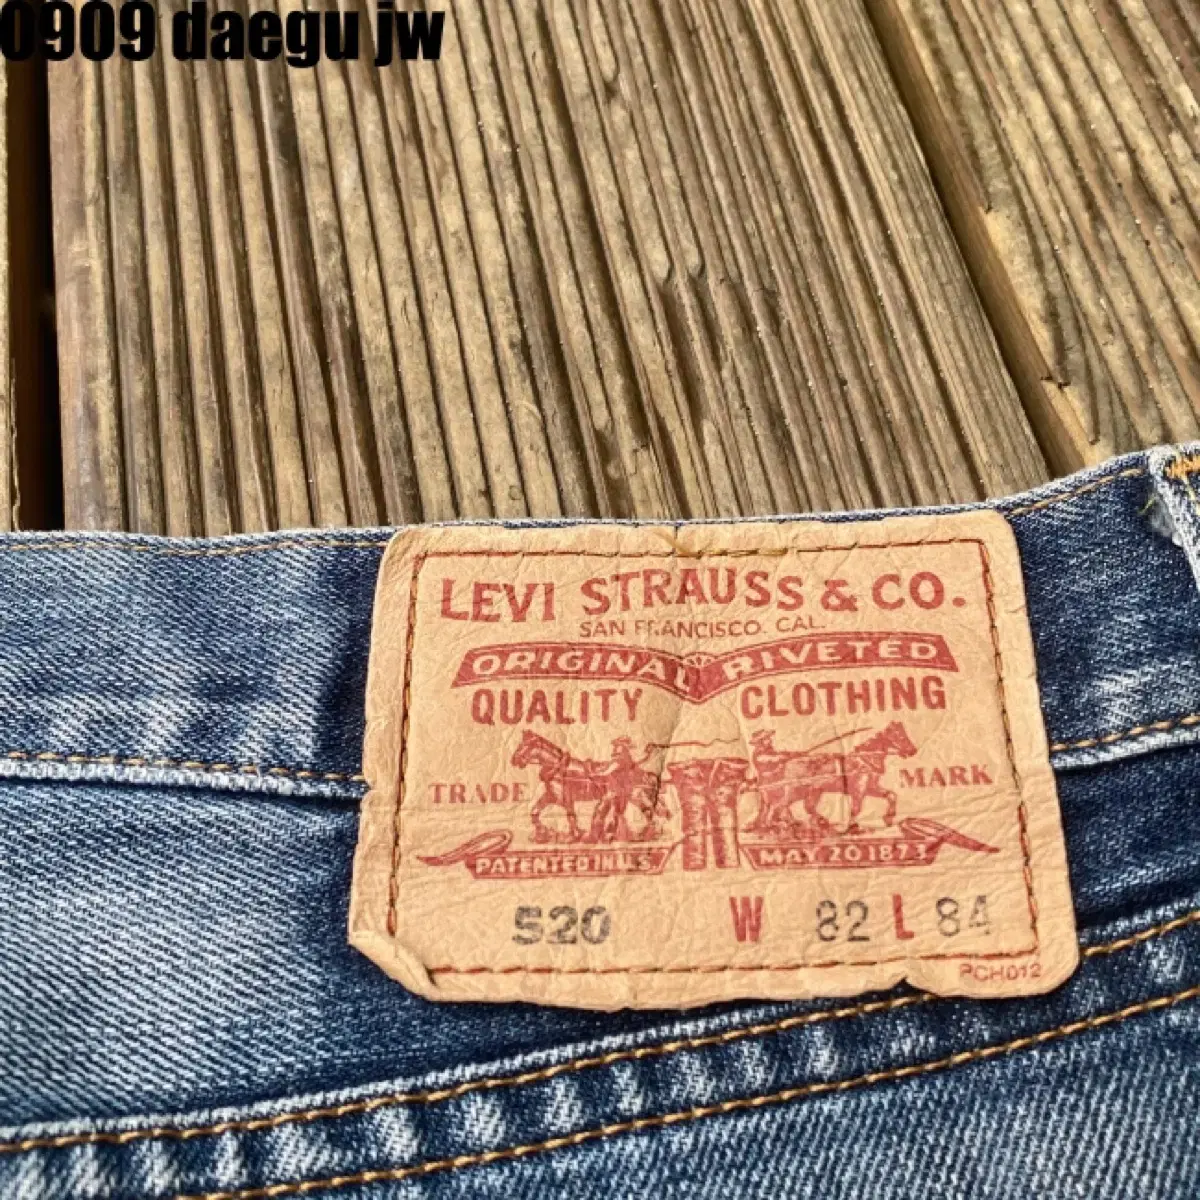 0909 daegu jw
LEVI STRAUSS & CO.
SAN FRANCISCO. CAL.
ORIGINAL RIVETED
QUALITY CLOTHING
TRADE MARK
PATENTED IN U.S. MAY 20 1873
520 W 82 L 84
PCH012